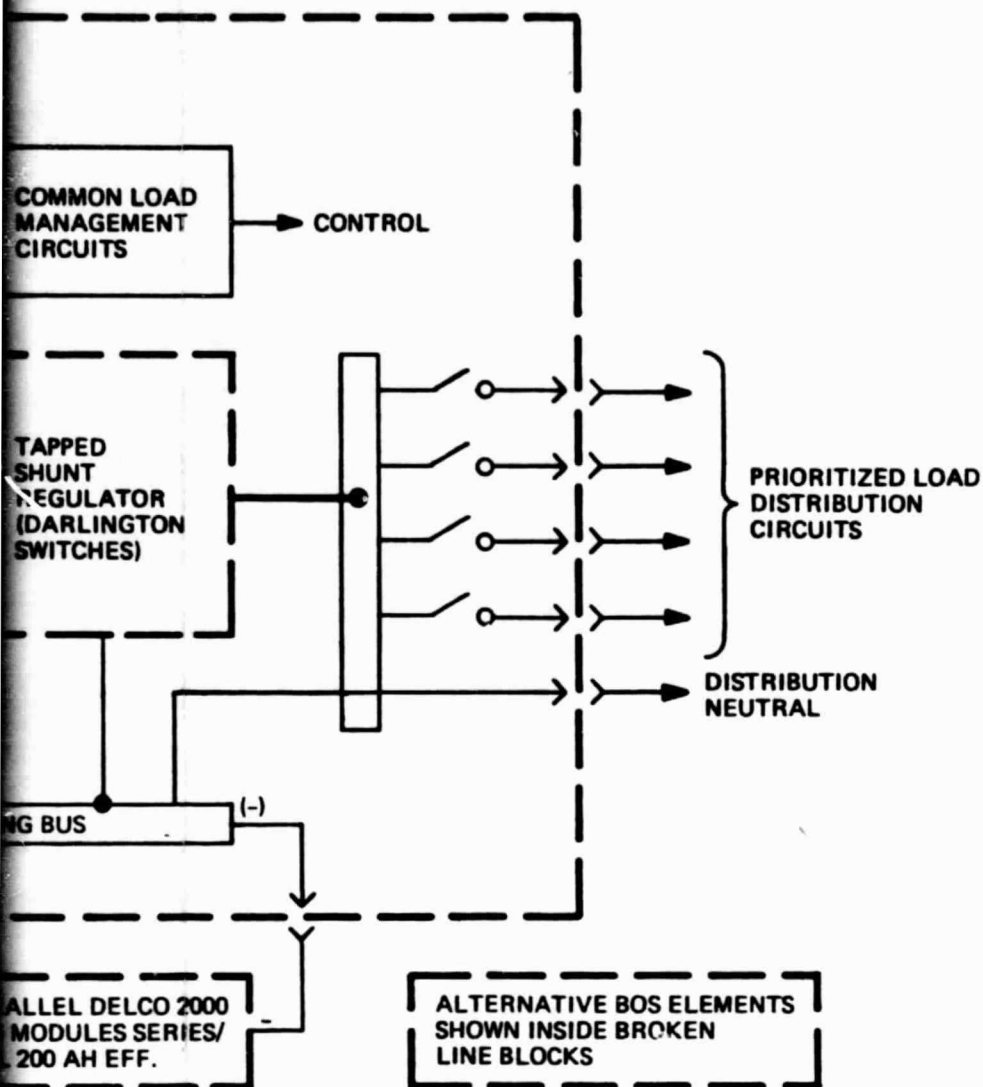 COMMON LOAD
MANAGEMENT
CIRCUITS
CONTROL
TAPPED
SHUNT
REGULATOR
(DARLINGTON
SWITCHES)
PRIORITIZED LOAD
DISTRIBUTION
CIRCUITS
DISTRIBUTION
NEUTRAL
(-)
NG BUS
-
ALLEL DELCO 2000
MODULES SERIES/
200 AH EFF.
ALTERNATIVE BOS ELEMENTS
SHOWN INSIDE BROKEN
LINE BLOCKS